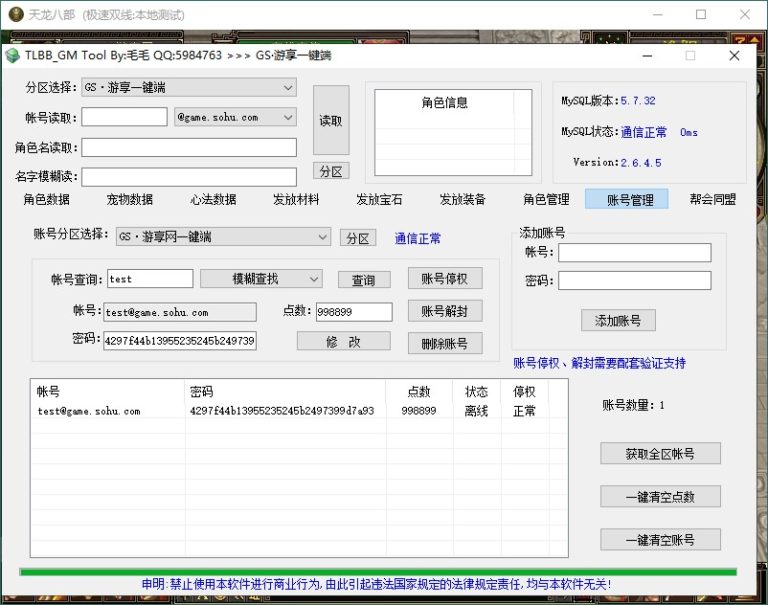 天龙八部 (极速双线:本地测试)
TLBB_GM Tool By:毛毛 QQ:5984763 >>> GS·游享一键端
分区选择: GS·游享一键端
帐号读取: @game.sohu.com
读取
角色名读取:
名字模糊读:
分区
角色信息
MySQL版本:5.7.32
MySQL状态:通信正常 0ms
Version:2.6.4.5
角色数据 宠物数据 心法数据 发放材料 发放宝石 发放装备 角色管理 账号管理 帮会同盟
账号分区选择: GS·游享网一键端 分区 通信正常
帐号查询: test 模糊查找 查询 账号停权
帐号: test@game.sohu.com 点数: 998899 账号解封
密码: 4297f44b13955235245b249739 修 改 删除账号
添加账号
帐号:
密码:
添加账号
账号停权、解封需要配套验证支持
帐号 密码 点数 状态 停权
test@game.sohu.com 4297f44b13955235245b2497399d7a93 998899 离线 正常
账号数量: 1
获取全区帐号
一键清空点数
一键清空账号
申明:禁止使用本软件进行商业行为,由此引起违法国家规定的法律规定责任,均与本软件无关!